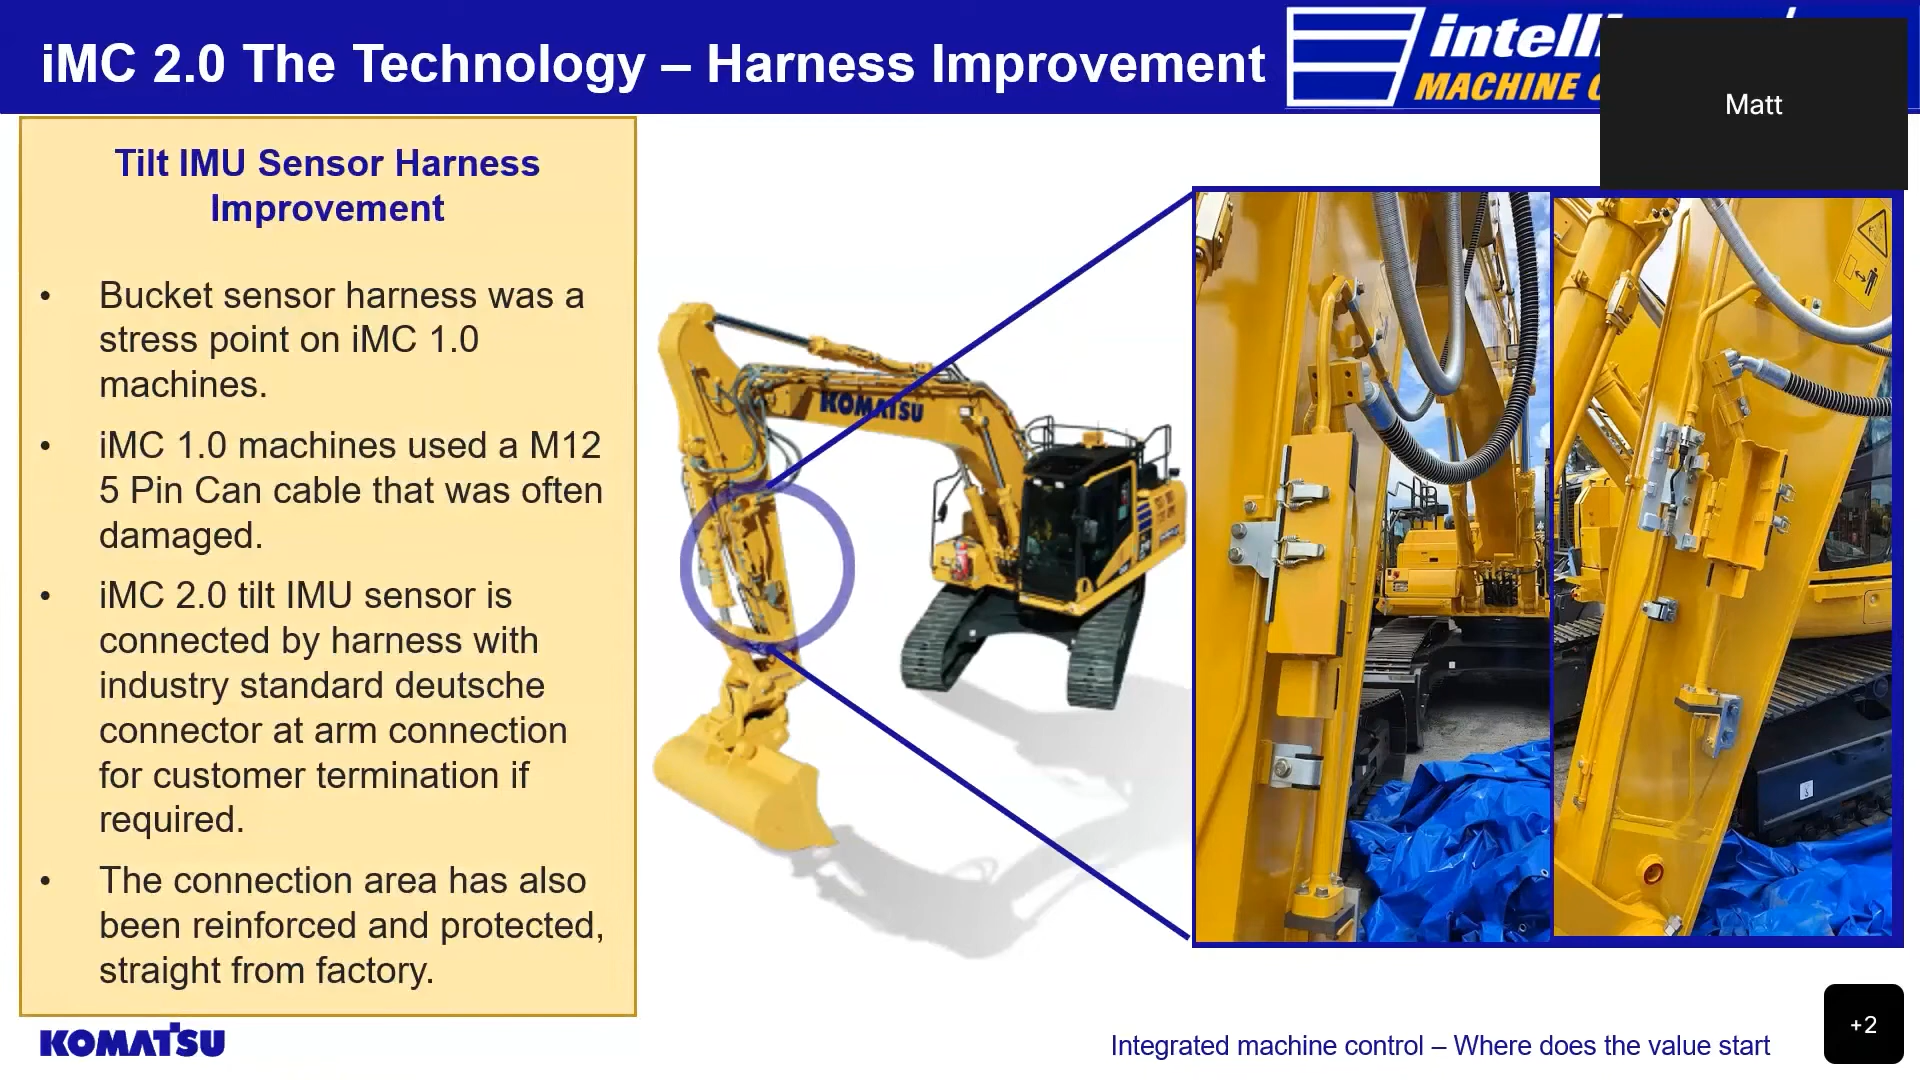 iMC 2.0 The Technology – Harness Improvement
MACHINE
Matt
Tilt IMU Sensor Harness
Improvement
• Bucket sensor harness was a
stress point on iMC 1.0
machines.
• iMC 1.0 machines used a M12
5 Pin Can cable that was often
damaged.
• iMC 2.0 tilt IMU sensor is
connected by harness with
industry standard deutsche
connector at arm connection
for customer termination if
required.
• The connection area has also
been reinforced and protected,
straight from factory.
KOMATSU
KOMATSU
Integrated machine control – Where does the value start
+2